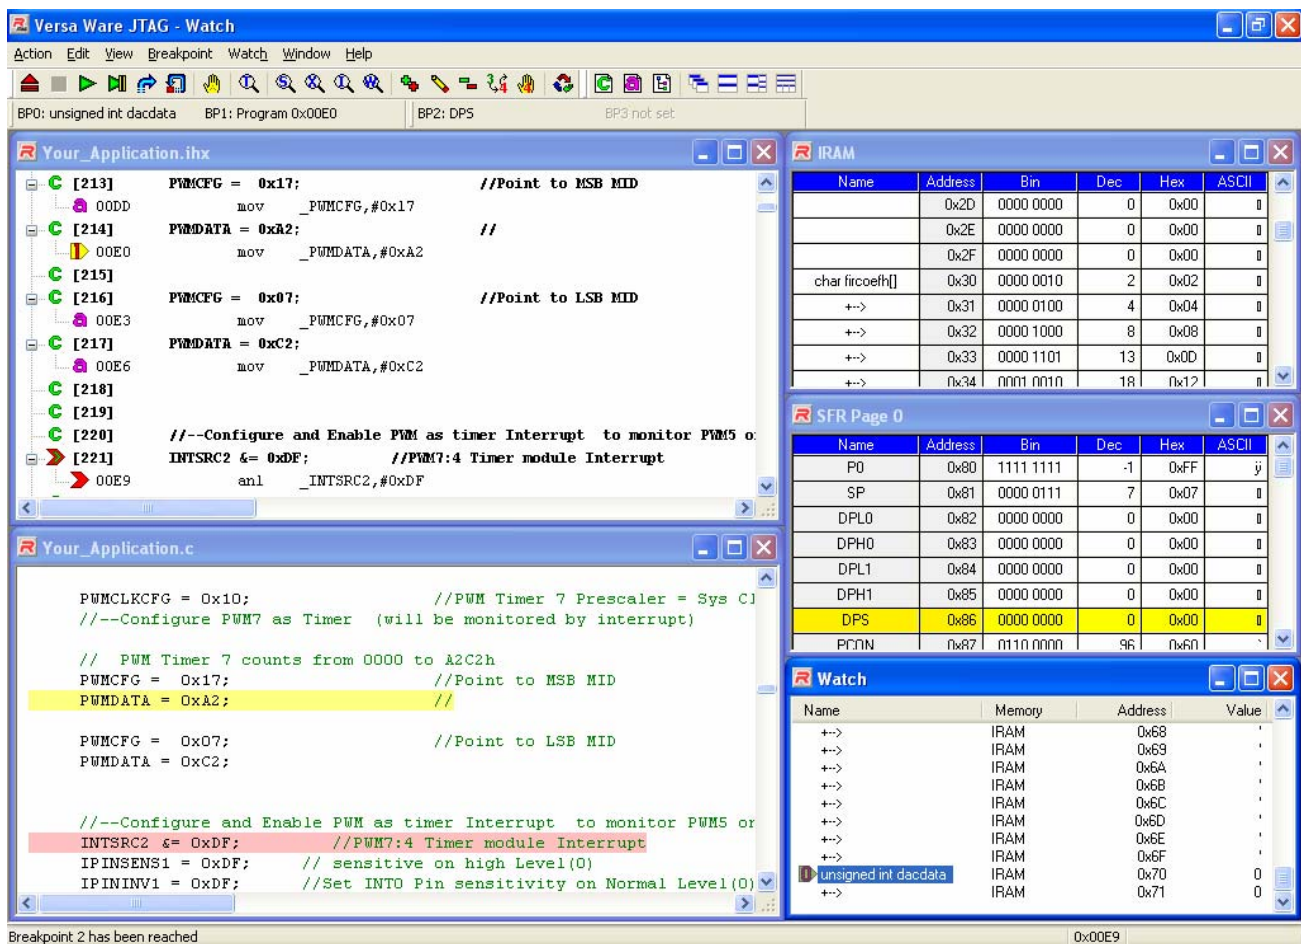 Versa Ware JTAG - Watch
Action Edit View Breakpoint Watch Window Help
BP0: unsigned int dacdata BP1: Program 0x00E0 BP2: DPS BP3 not set
Your_Application.ihx
C [213] PWMCFG = 0x17; //Point to MSB MID
a 00DD mov _PWMCFG,#0x17
C [214] PWMDATA = 0xA2; //
00E0 mov _PWMDATA,#0xA2
C [215]
C [216] PWMCFG = 0x07; //Point to LSB MID
a 00E3 mov _PWMCFG,#0x07
C [217] PWMDATA = 0xC2;
a 00E6 mov _PWMDATA,#0xC2
C [218]
C [219]
C [220] //--Configure and Enable PWM as timer Interrupt to monitor PWM5 o
[221] INTSRC2 &= 0xDF; //PWM7:4 Timer module Interrupt
00E9 anl _INTSRC2,#0xDF
Your_Application.c
PWMCLKCFG = 0x10; //PWM Timer 7 Prescaler = Sys Cl
//--Configure PWM7 as Timer (will be monitored by interrupt)
// PWM Timer 7 counts from 0000 to A2C2h
PWMCFG = 0x17; //Point to MSB MID
PWMDATA = 0xA2; //
PWMCFG = 0x07; //Point to LSB MID
PWMDATA = 0xC2;
//--Configure and Enable PWM as timer Interrupt to monitor PWM5 or
INTSRC2 &= 0xDF; //PWM7:4 Timer module Interrupt
IPINSENS1 = 0xDF; // sensitive on high Level(0)
IPININV1 = 0xDF; //Set INT0 Pin sensitivity on Normal Level(0)
IRAM
Name Address Bin Dec Hex ASCII
0x2D 0000 0000 0 0x00
0x2E 0000 0000 0 0x00
0x2F 0000 0000 0 0x00
char fircoefh[] 0x30 0000 0010 2 0x02
+--> 0x31 0000 0100 4 0x04
+--> 0x32 0000 1000 8 0x08
+--> 0x33 0000 1101 13 0x0D
+--> 0x34 0001 0010 18 0x12
SFR Page 0
Name Address Bin Dec Hex ASCII
P0 0x80 1111 1111 -1 0xFF ÿ
SP 0x81 0000 0111 7 0x07
DPL0 0x82 0000 0000 0 0x00
DPH0 0x83 0000 0000 0 0x00
DPL1 0x84 0000 0000 0 0x00
DPH1 0x85 0000 0000 0 0x00
DPS 0x86 0000 0000 0 0x00
PCON 0x87 0110 0000 96 0x60 `
Watch
Name Memory Address Value
+--> IRAM 0x68 '
+--> IRAM 0x69 '
+--> IRAM 0x6A '
+--> IRAM 0x6B '
+--> IRAM 0x6C '
+--> IRAM 0x6D '
+--> IRAM 0x6E '
+--> IRAM 0x6F '
unsigned int dacdata IRAM 0x70 0
+--> IRAM 0x71 0
Breakpoint 2 has been reached 0x00E9